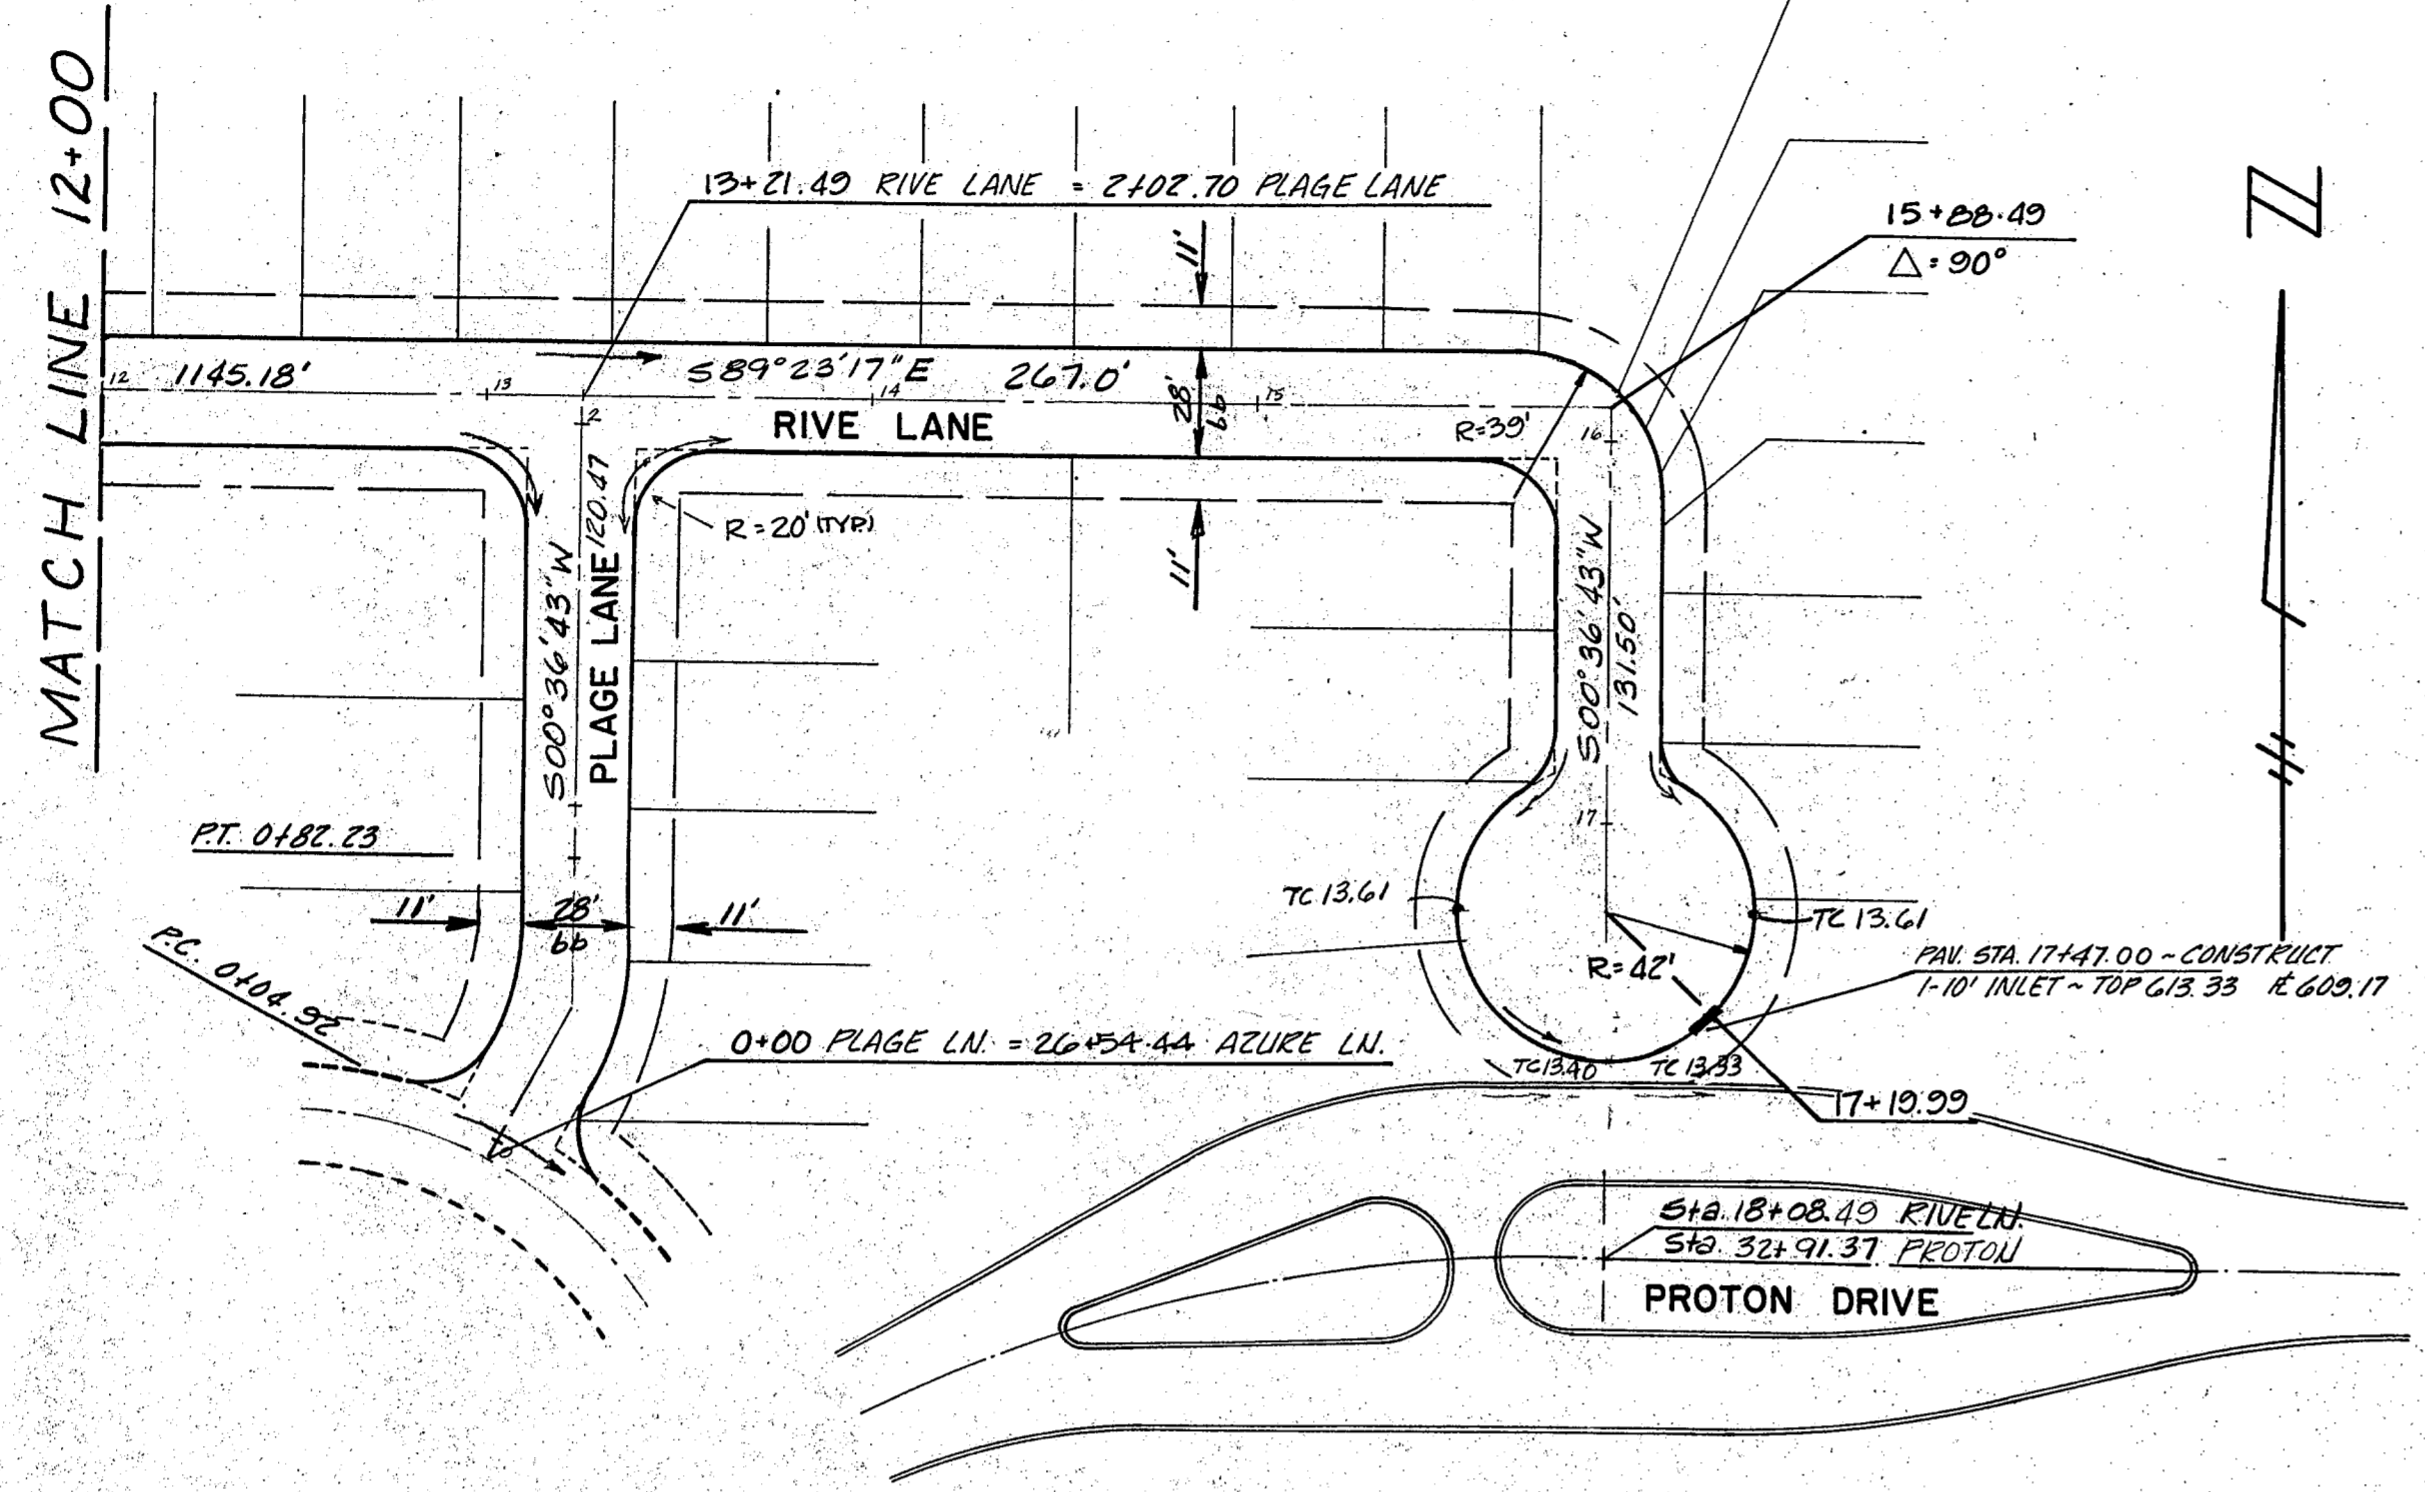 MATCH LINE 12+00
13+21.49 RIVE LANE = 2+02.70 PLAGE LANE
15+88.49
△=90°
N
11'
12
1145.18'
13
S89°23'17"E
267.0'
14
28'
bb
15
2
RIVE LANE
R=39'
16
R=20' (TYP.)
11'
S00°36'43"W
PLAGE LANE
120.47
S00°36'43"W
131.50'
P.T. 0+82.23
17
11'
28'
bb
11'
TC 13.61
TC 13.61
R=42'
P.C. 0+04.92
PAV. STA. 17+47.00 ~ CONSTRUCT
1-10' INLET ~ TOP 613.33 ℄ 609.17
0+00 PLAGE LN. = 26+54.44 AZURE LN.
TC 13.40
TC 13.33
17+19.99
Sta. 18+08.49 RIVE LN.
Sta. 32+91.37 PROTON
PROTON DRIVE